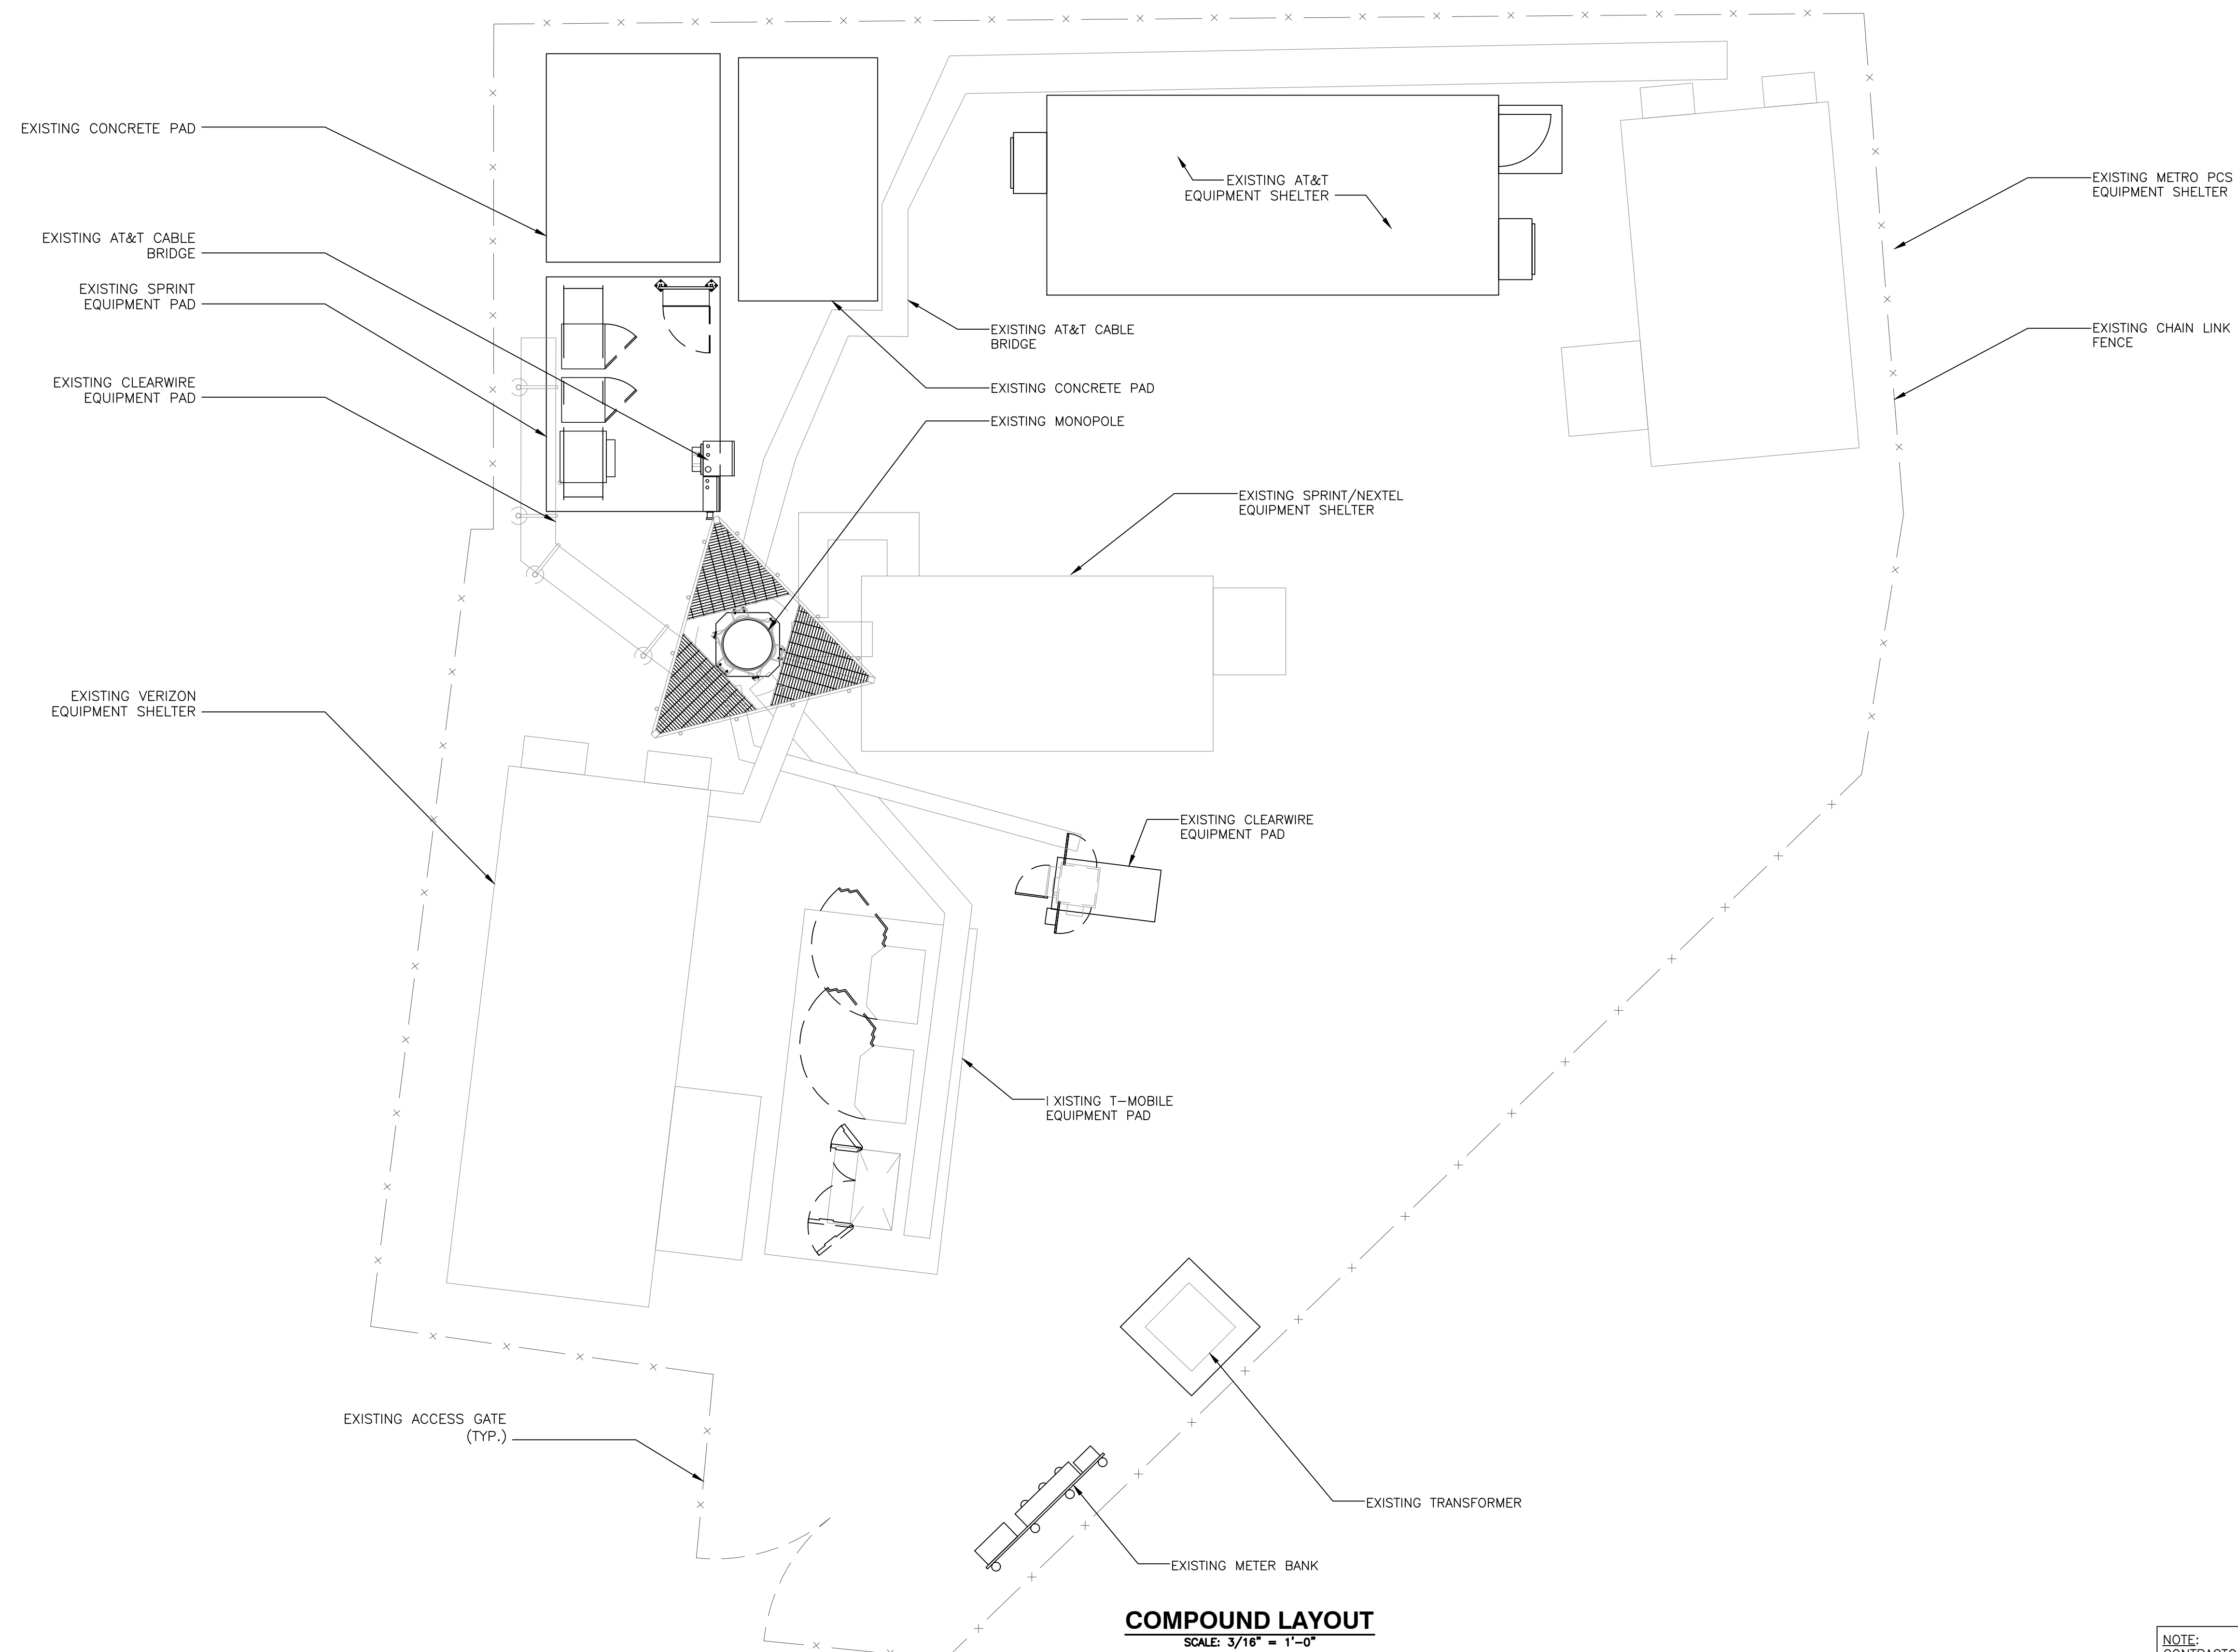 EXISTING CONCRETE PAD
EXISTING AT&T CABLE
BRIDGE
EXISTING SPRINT
EQUIPMENT PAD
EXISTING CLEARWIRE
EQUIPMENT PAD
EXISTING VERIZON
EQUIPMENT SHELTER
EXISTING ACCESS GATE
(TYP.)
EXISTING AT&T
EQUIPMENT SHELTER
EXISTING AT&T CABLE
BRIDGE
EXISTING CONCRETE PAD
EXISTING MONOPOLE
EXISTING SPRINT/NEXTEL
EQUIPMENT SHELTER
EXISTING CLEARWIRE
EQUIPMENT PAD
I XISTING T-MOBILE
EQUIPMENT PAD
EXISTING TRANSFORMER
EXISTING METER BANK
EXISTING METRO PCS
EQUIPMENT SHELTER
EXISTING CHAIN LINK
FENCE
COMPOUND LAYOUT
SCALE: 3/16" = 1'-0"
NOTE: